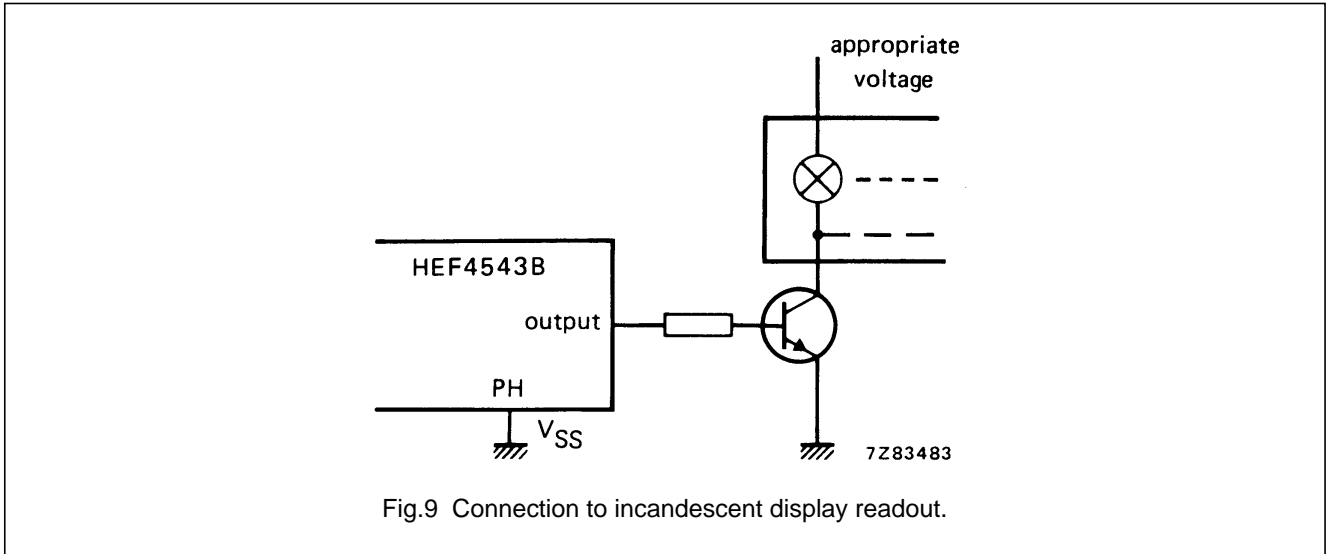 appropriate
voltage
HEF4543B
output
PH
VSS
7Z83483
Fig.9 Connection to incandescent display readout.